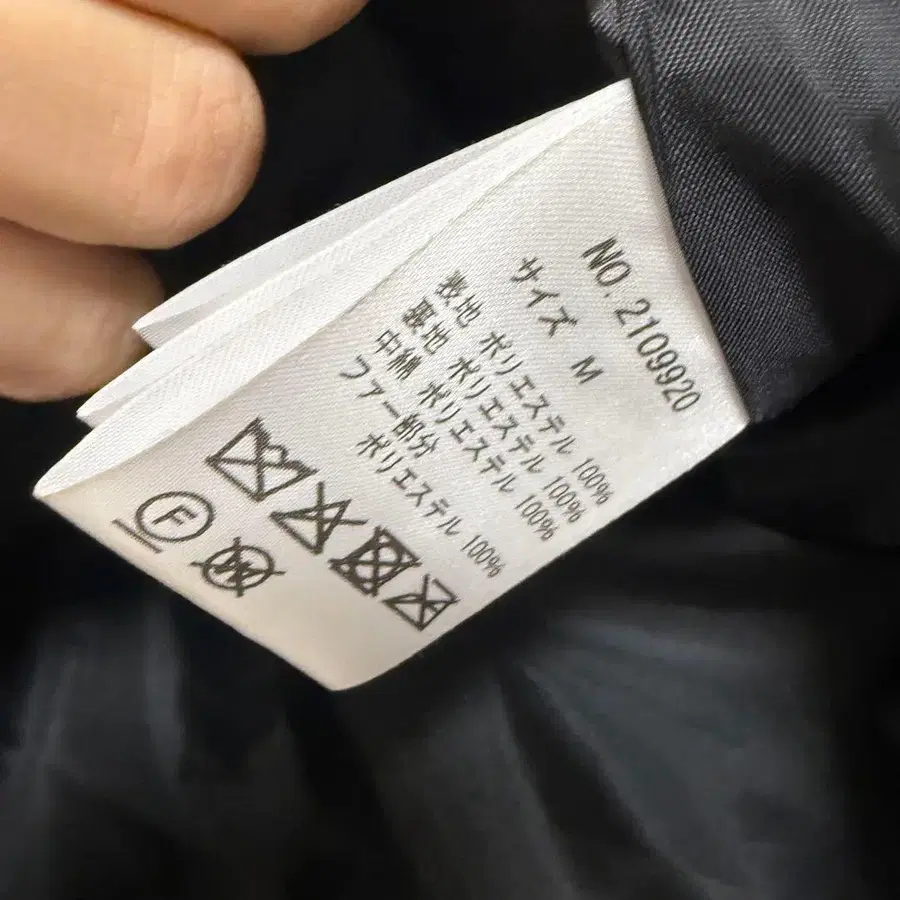 NO. 2109920
サイズ M
表地 ポリエステル 100%
裏地 ポリエステル 100%
中綿 ポリエステル 100%
ファー部分
ポリエステル 100%
F
W